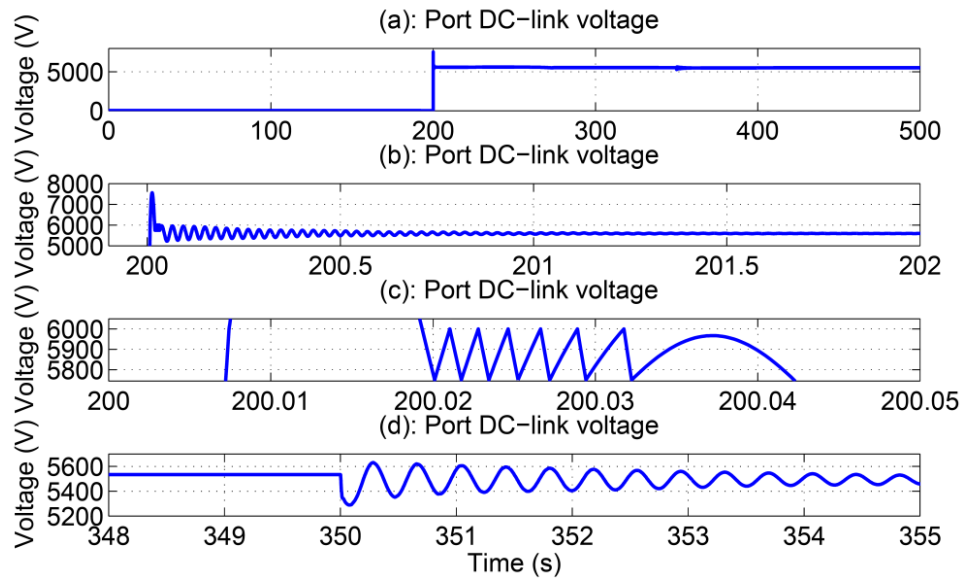 (a): Port DC−link voltage
Voltage (V)
5000
0
0 100 200 300 400 500
(b): Port DC−link voltage
Voltage (V)
8000
7000
6000
5000
200 200.5 201 201.5 202
(c): Port DC−link voltage
Voltage (V)
6000
5900
5800
200 200.01 200.02 200.03 200.04 200.05
(d): Port DC−link voltage
Voltage (V)
5600
5400
5200
348 349 350 351 352 353 354 355
Time (s)